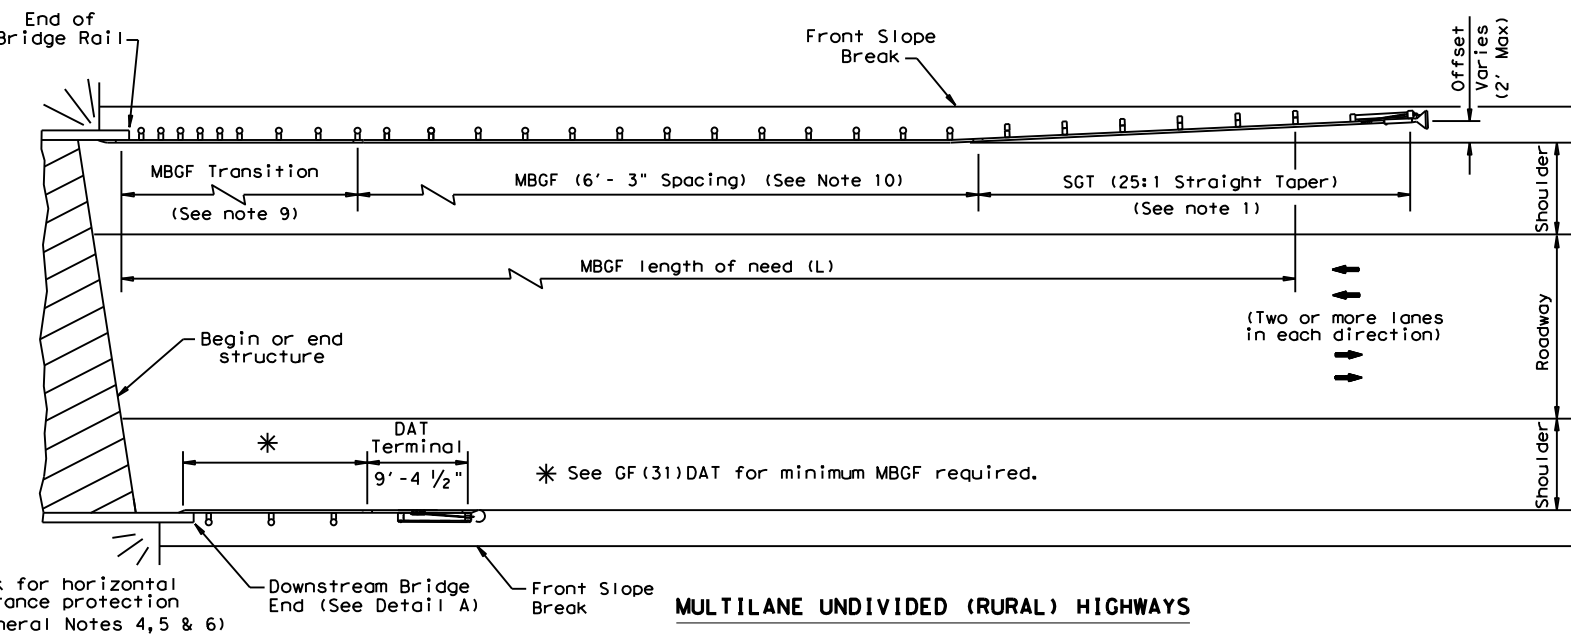 End of
Bridge Rail
Front Slope
Break
Offset
Varies
(2' Max)
MBGF Transition
(See note 9)
MBGF (6'- 3" Spacing) (See Note 10)
SGT (25:1 Straight Taper)
(See note 1)
Shoulder
MBGF length of need (L)
(Two or more lanes
in each direction)
Roadway
Begin or end
structure
DAT
Terminal
9'-4 1/2"
* See GF(31)DAT for minimum MBGF required.
*
Shoulder
for horizontal
protection
Notes 4,5 & 6)
Downstream Bridge
End (See Detail A)
Front Slope
Break
MULTILANE UNDIVIDED (RURAL) HIGHWAYS